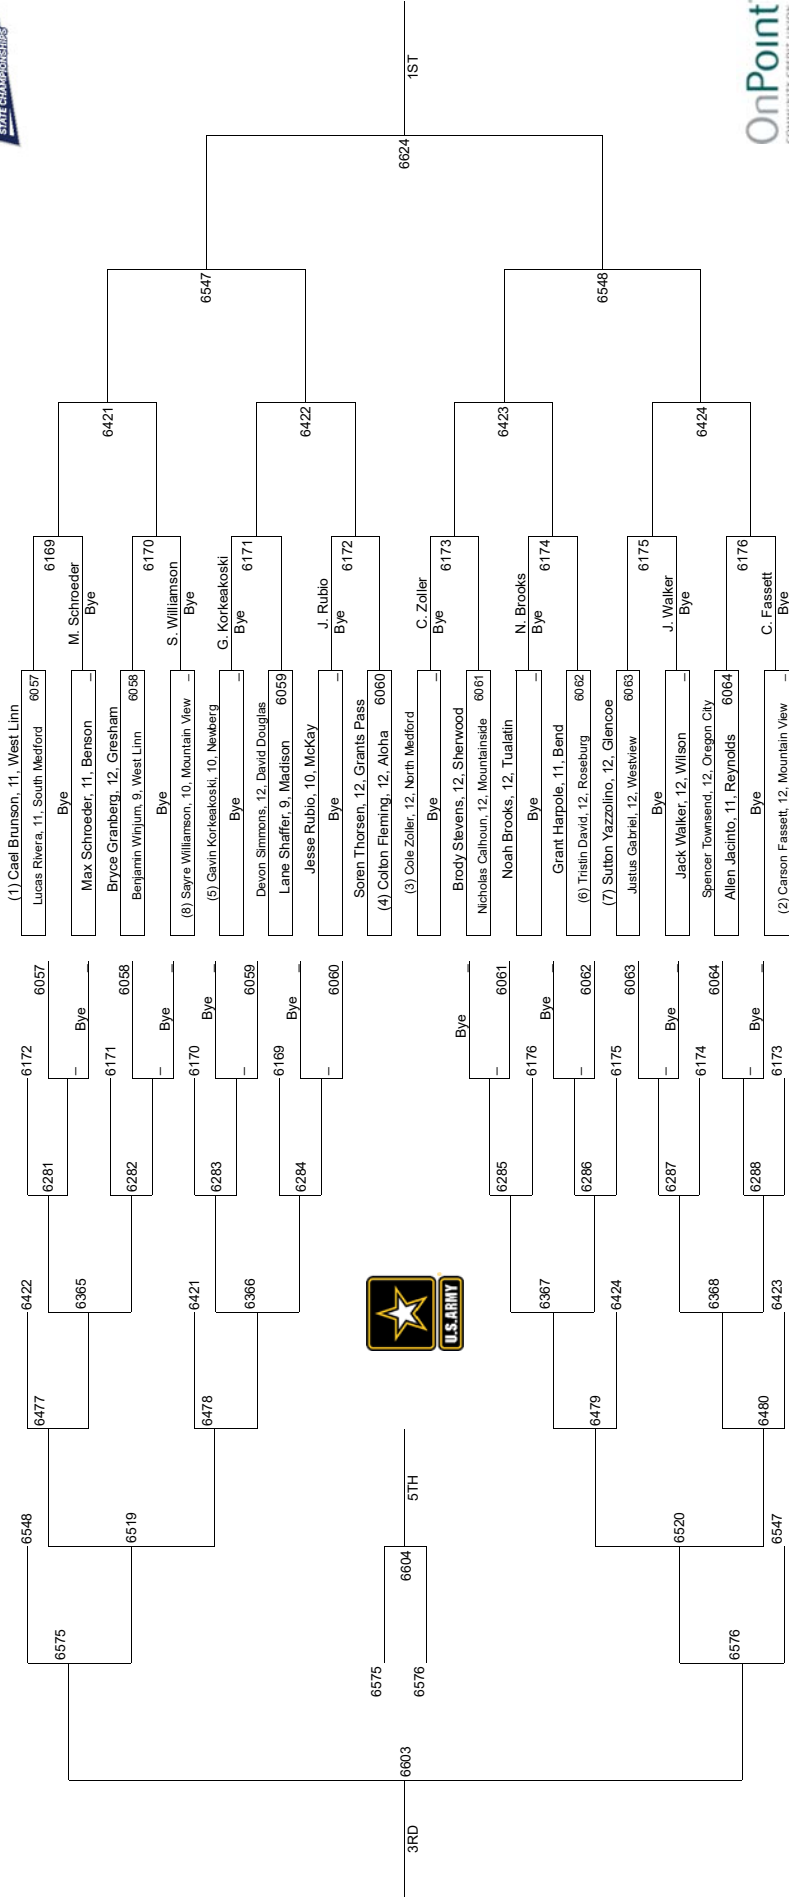 STATE CHAMPIONSHIPS
(1) Cael Brunson, 11, West Linn
6057
Lucas Rivera, 11, South Medford
6169
Bye
M. Schroeder
Bye
Max Schroeder, 11, Benson
–
6421
Bryce Granberg, 12, Gresham
6058
Benjamin Winjum, 9, West Linn
6170
Bye
S. Williamson
Bye
(8) Sayre Williamson, 10, Mountain View
–
6547
(5) Gavin Korkeakoski, 10, Newberg
G. Korkeakoski
Bye
Bye
–
6171
Devon Simmons, 12, David Douglas
Lane Shaffer, 9, Madison
6059
6422
Jesse Rubio, 10, McKay
J. Rubio
Bye
Bye
–
6172
Soren Thorsen, 12, Grants Pass
(4) Colton Fleming, 12, Aloha
6060
6624
1ST
(3) Cole Zoller, 12, North Medford
C. Zoller
Bye
Bye
–
6173
Brody Stevens, 12, Sherwood
Nicholas Calhoun, 12, Mountainside
6061
6423
Noah Brooks, 12, Tualatin
N. Brooks
Bye
Bye
–
6174
Grant Harpole, 11, Bend
(6) Tristin David, 12, Roseburg
6062
6548
(7) Sutton Yazzolino, 12, Glencoe
Justus Gabriel, 12, Westview
6063
6175
Bye
J. Walker
Bye
Jack Walker, 12, Wilson
–
6424
Spencer Townsend, 12, Oregon City
Allen Jacinto, 11, Reynolds
6064
6176
Bye
C. Fassett
Bye
(2) Carson Fassett, 12, Mountain View
–
OnPoint
COMMUNITY CREDIT UNION
6548
6422
6172
6057
6281
Bye
–
–
6477
6365
6171
6058
6282
Bye
–
–
6575
6519
6421
6170
Bye
–
6283
6059
–
6478
6366
6169
Bye
–
6284
6060
–
U.S.ARMY
6575
6576
6604
5TH
6603
3RD
Bye
–
6285
6061
–
6176
6367
Bye
–
6286
6062
–
6175
6479
6424
6063
6287
Bye
–
–
6174
6520
6368
6064
6288
Bye
–
–
6173
6576
6480
6423
6547